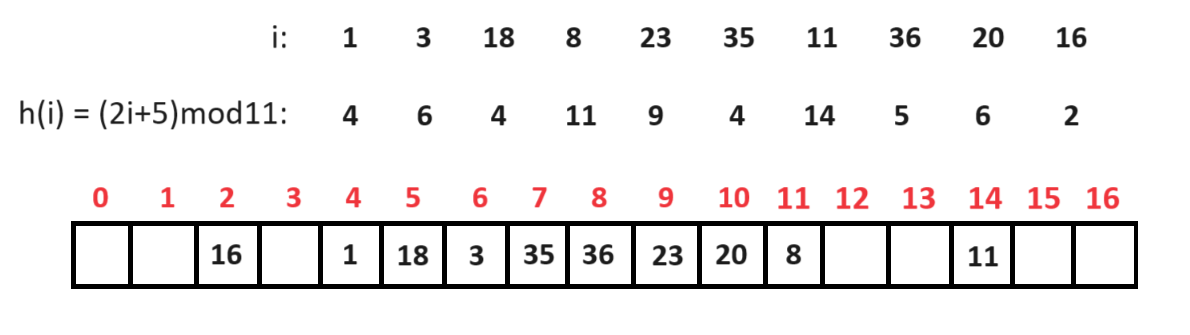 i: 1 3 18 8 23 35 11 36 20 16
h(i) = (2i+5)mod11: 4 6 4 11 9 4 14 5 6 2
0 1 2 3 4 5 6 7 8 9 10 11 12 13 14 15 16
16 1 18 3 35 36 23 20 8 11